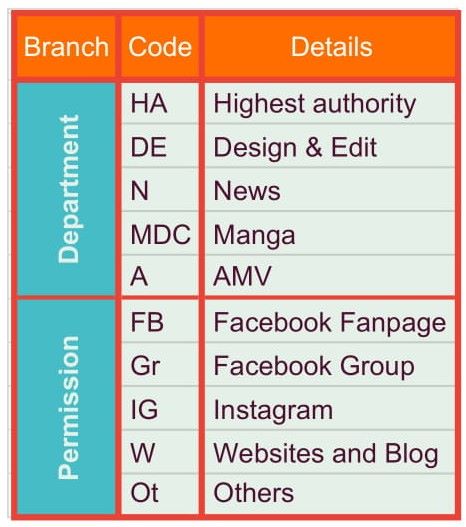 Branch Code Details
Department
HA Highest authority
DE Design & Edit
N News
MDC Manga
A AMV
Permission
FB Facebook Fanpage
Gr Facebook Group
IG Instagram
W Websites and Blog
Ot Others